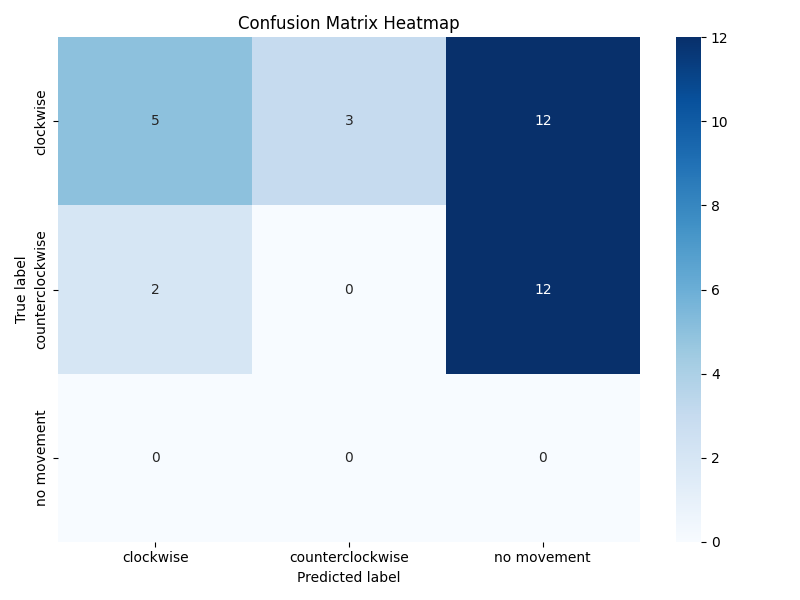 Confusion Matrix Heatmap
True label
clockwise
5
3
12
counterclockwise
2
0
12
no movement
0
0
0
clockwise
counterclockwise
no movement
Predicted label
12
10
8
6
4
2
0